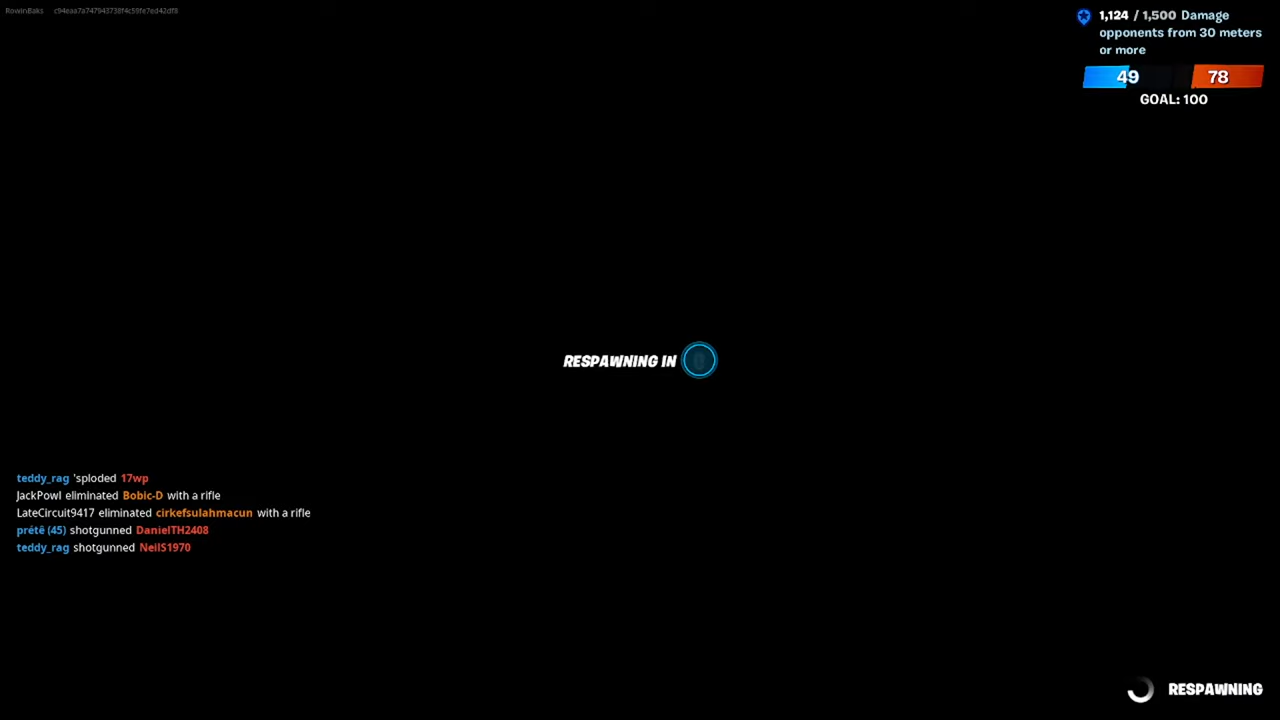 RowinBaks
1,124 / 1,500 Damage
opponents from 30 meters
or more
49 78
GOAL: 100
RESPAWNING IN
teddy_rag 'sploded 17wp
JackPowl eliminated Bobic-D with a rifle
LateCircuit9417 eliminated cirkefsulahmacun with a rifle
prétê (45) shotgunned DanielTH2408
teddy_rag shotgunned NeilS1970
RESPAWNING